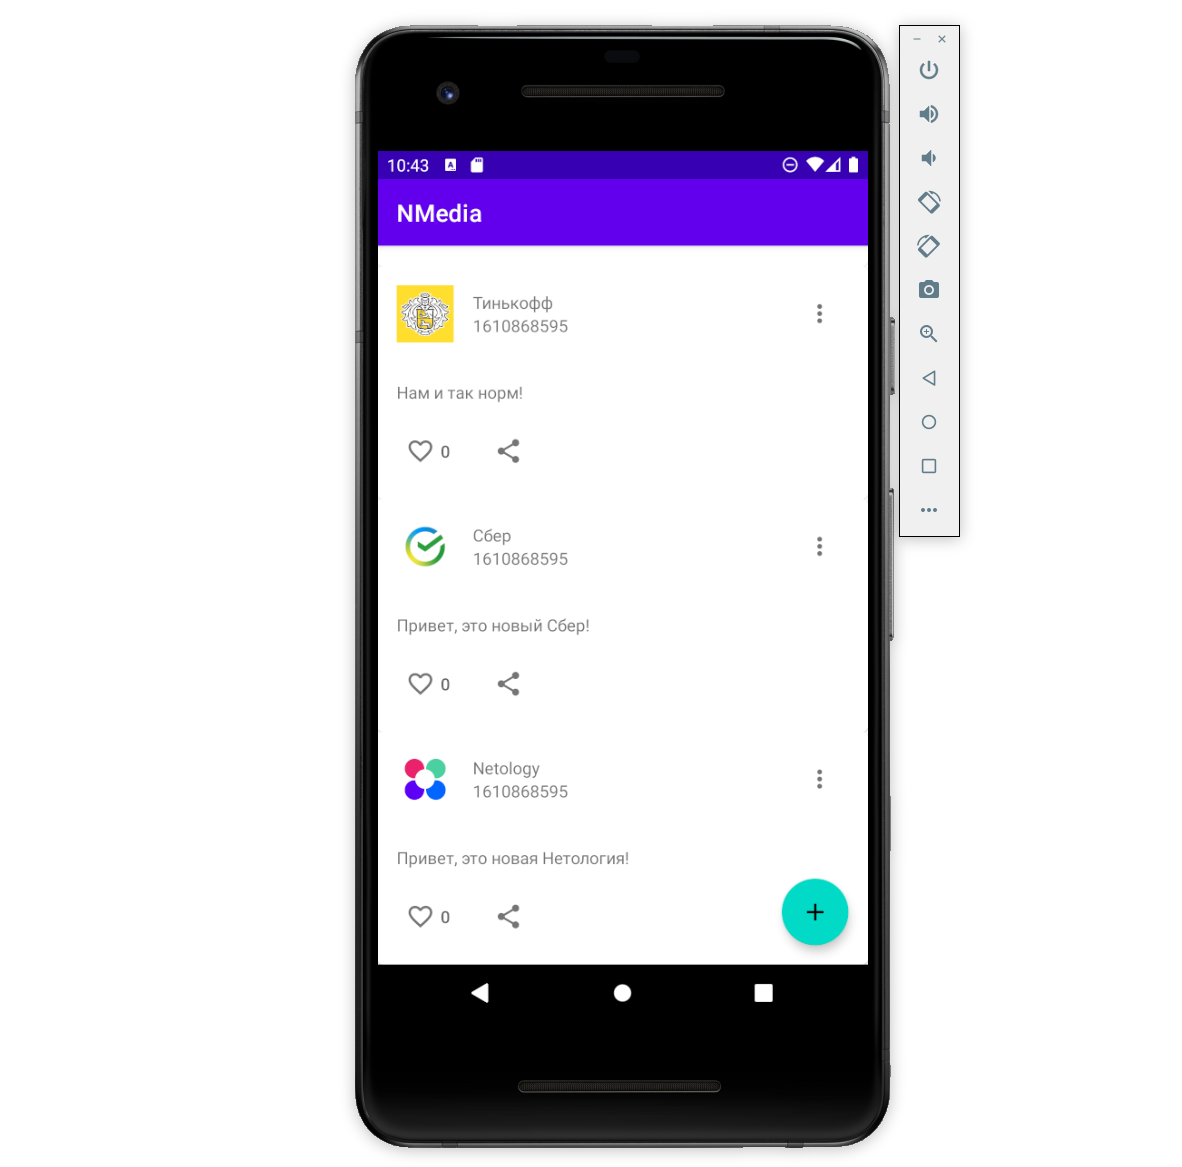 10:43
NMedia
Тинькофф
1610868595
Нам и так норм!
0
Сбер
1610868595
Привет, это новый Сбер!
0
Netology
1610868595
Привет, это новая Нетология!
0